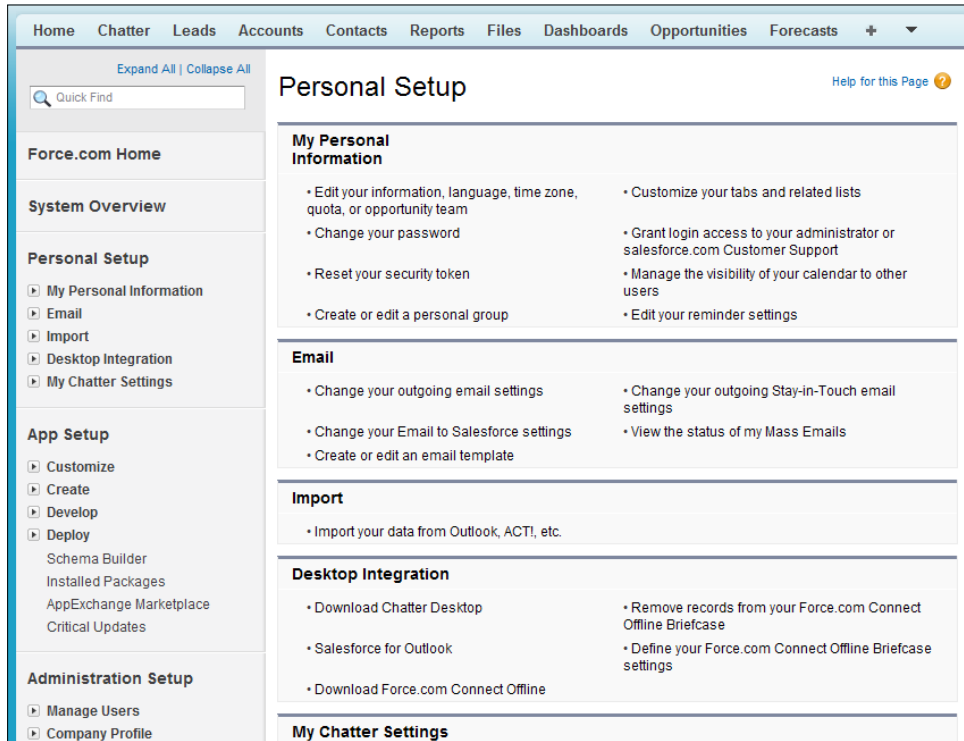 Home Chatter Leads Accounts Contacts Reports Files Dashboards Opportunities Forecasts +
Expand All | Collapse All
Quick Find
Force.com Home
System Overview
Personal Setup
My Personal Information
Email
Import
Desktop Integration
My Chatter Settings
App Setup
Customize
Create
Develop
Deploy
Schema Builder
Installed Packages
AppExchange Marketplace
Critical Updates
Administration Setup
Manage Users
Company Profile
Personal Setup
Help for this Page ?
My Personal
Information
• Edit your information, language, time zone,
quota, or opportunity team
• Customize your tabs and related lists
• Change your password
• Grant login access to your administrator or
salesforce.com Customer Support
• Reset your security token
• Manage the visibility of your calendar to other
users
• Create or edit a personal group
• Edit your reminder settings
Email
• Change your outgoing email settings
• Change your outgoing Stay-in-Touch email
settings
• Change your Email to Salesforce settings
• View the status of my Mass Emails
• Create or edit an email template
Import
• Import your data from Outlook, ACT!, etc.
Desktop Integration
• Download Chatter Desktop
• Remove records from your Force.com Connect
Offline Briefcase
• Salesforce for Outlook
• Define your Force.com Connect Offline Briefcase
settings
• Download Force.com Connect Offline
My Chatter Settings